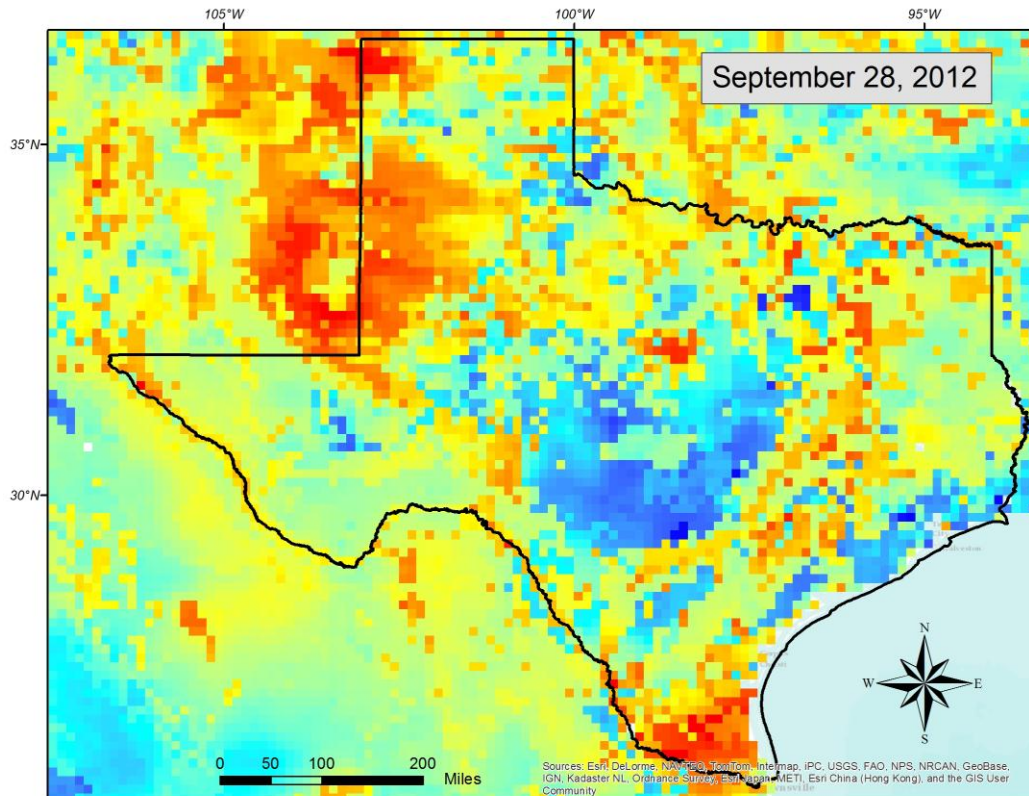 105°W 100°W 95°W
September 28, 2012
35°N
30°N
N
W E
S
0 50 100 200
Miles
Sources: Esri, DeLorme, NAVTEQ, TomTom, Intermap, iPC, USGS, FAO, NPS, NRCAN, GeoBase,
IGN, Kadaster NL, Ordnance Survey, Esri Japan, METI, Esri China (Hong Kong), and the GIS User
Community